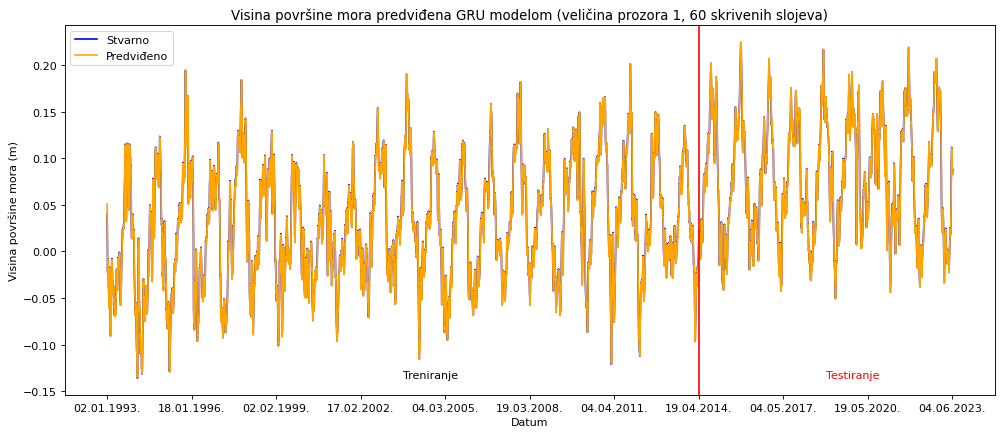 Visina površine mora predviđena GRU modelom (veličina prozora 1, 60 skrivenih slojeva)
Stvarno
Predviđeno
0.20
0.15
0.10
0.05
0.00
−0.05
−0.10
−0.15
Visina površine mora (m)
Treniranje
Testiranje
02.01.1993. 18.01.1996. 02.02.1999. 17.02.2002. 04.03.2005. 19.03.2008. 04.04.2011. 19.04.2014. 04.05.2017. 19.05.2020. 04.06.2023.
Datum